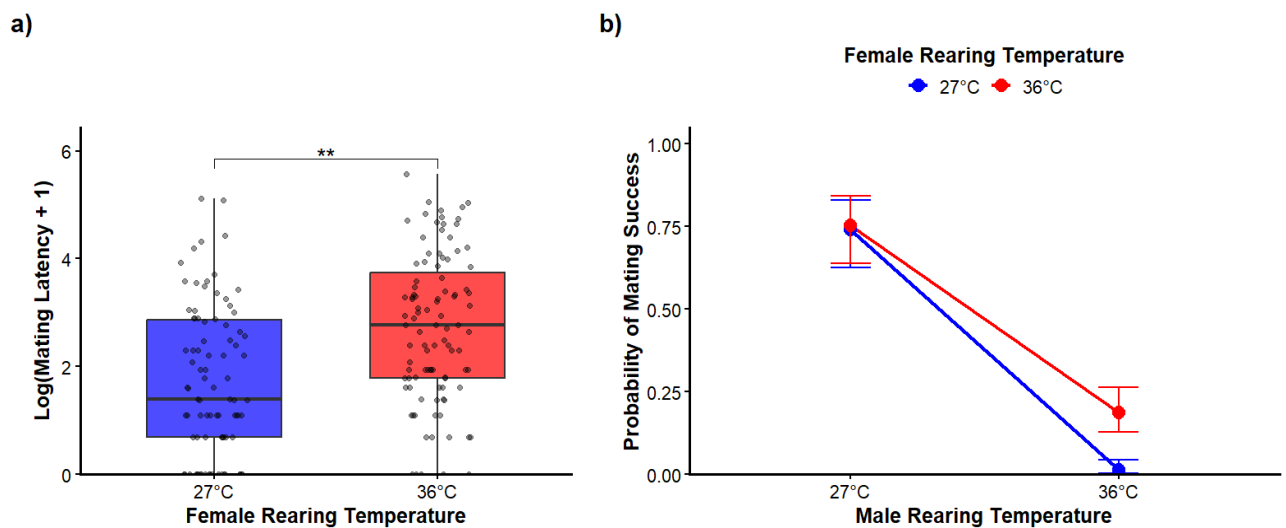 a)
Log(Mating Latency + 1)
6
4
2
0
**
27°C
36°C
Female Rearing Temperature
b)
Female Rearing Temperature
27°C
36°C
Probability of Mating Success
1.00
0.75
0.50
0.25
0.00
27°C
36°C
Male Rearing Temperature